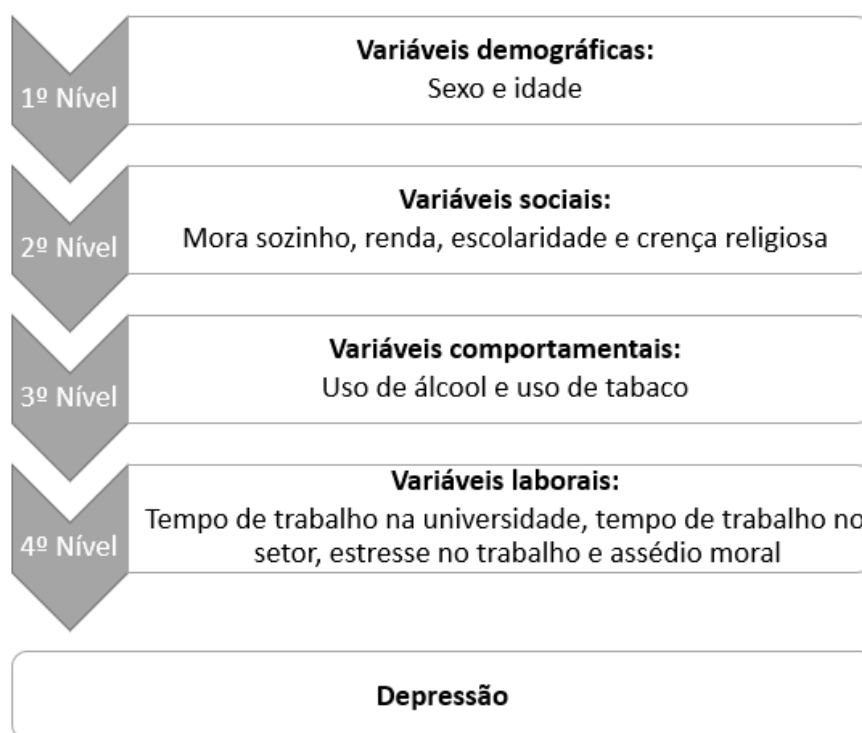 1º Nível
Variáveis demográficas:
Sexo e idade
2º Nível
Variáveis sociais:
Mora sozinho, renda, escolaridade e crença religiosa
3º Nível
Variáveis comportamentais:
Uso de álcool e uso de tabaco
4º Nível
Variáveis laborais:
Tempo de trabalho na universidade, tempo de trabalho no
setor, estresse no trabalho e assédio moral
Depressão